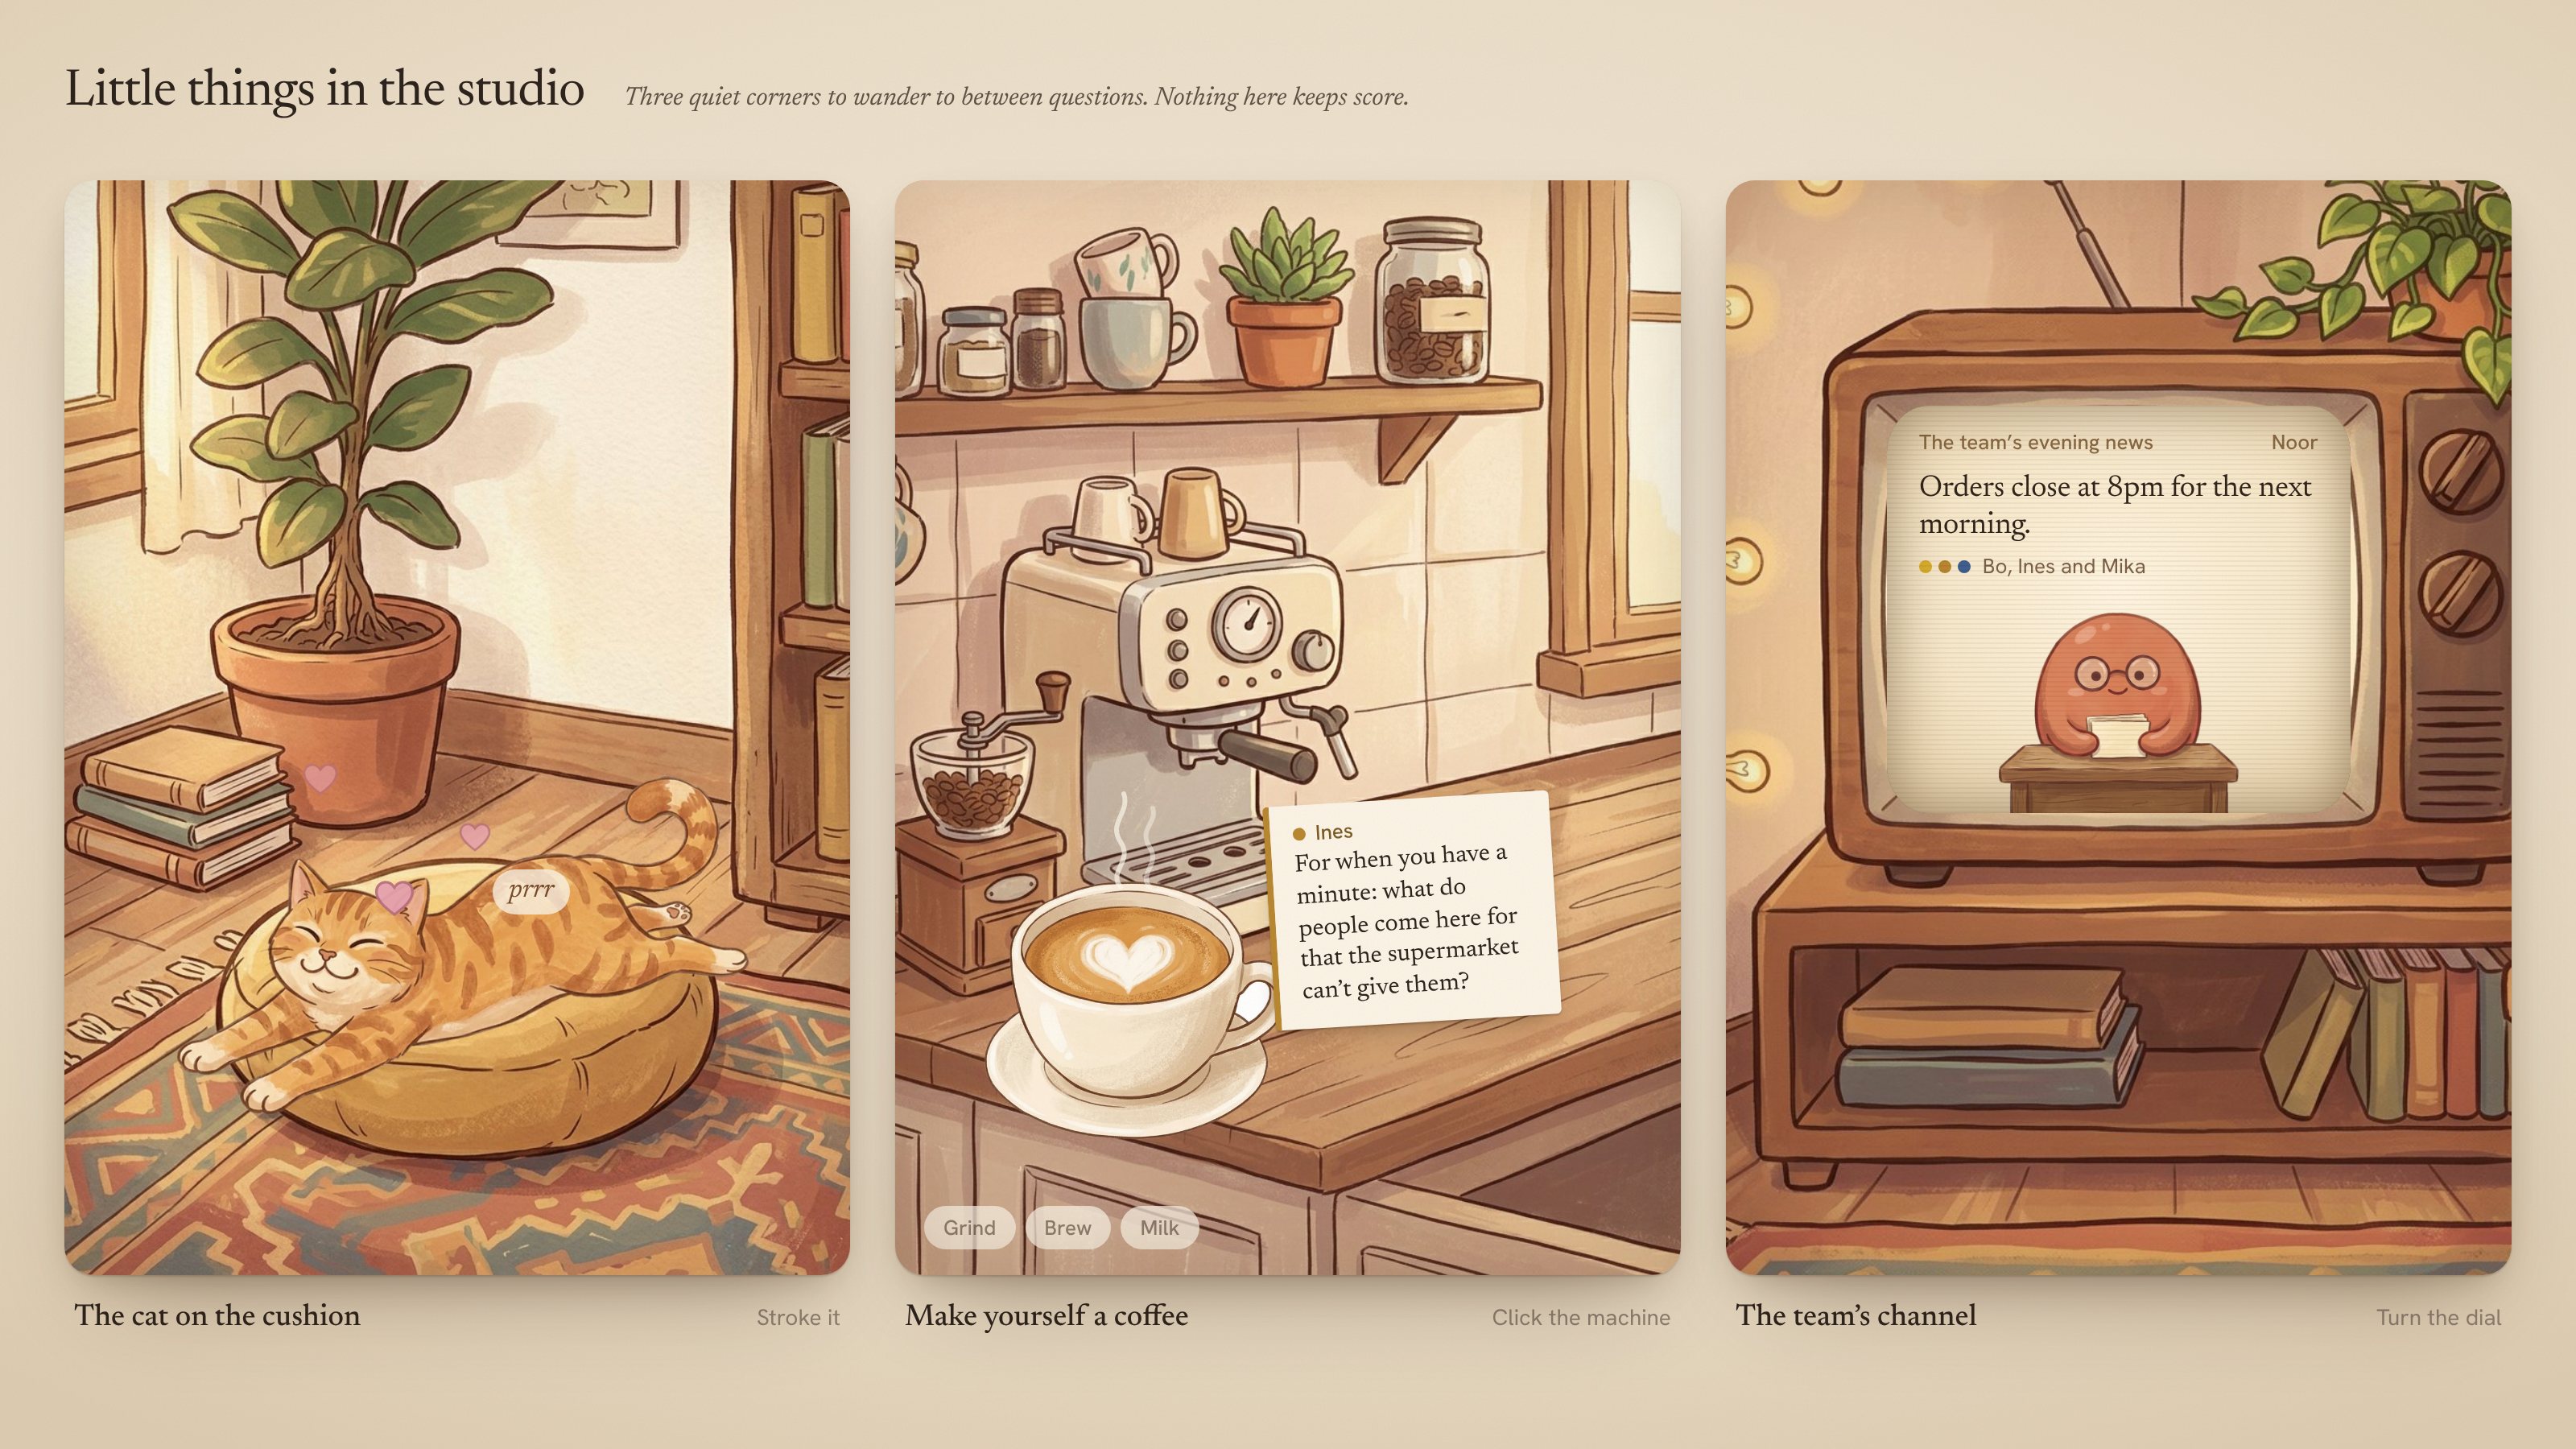 Little things in the studio
Three quiet corners to wander to between questions. Nothing here keeps score.
prrr
The cat on the cushion
Stroke it
Ines
For when you have a
minute: what do
people come here for
that the supermarket
can’t give them?
Grind
Brew
Milk
Make yourself a coffee
Click the machine
The team’s evening news
Noor
Orders close at 8pm for the next
morning.
Bo, Ines and Mika
The team’s channel
Turn the dial